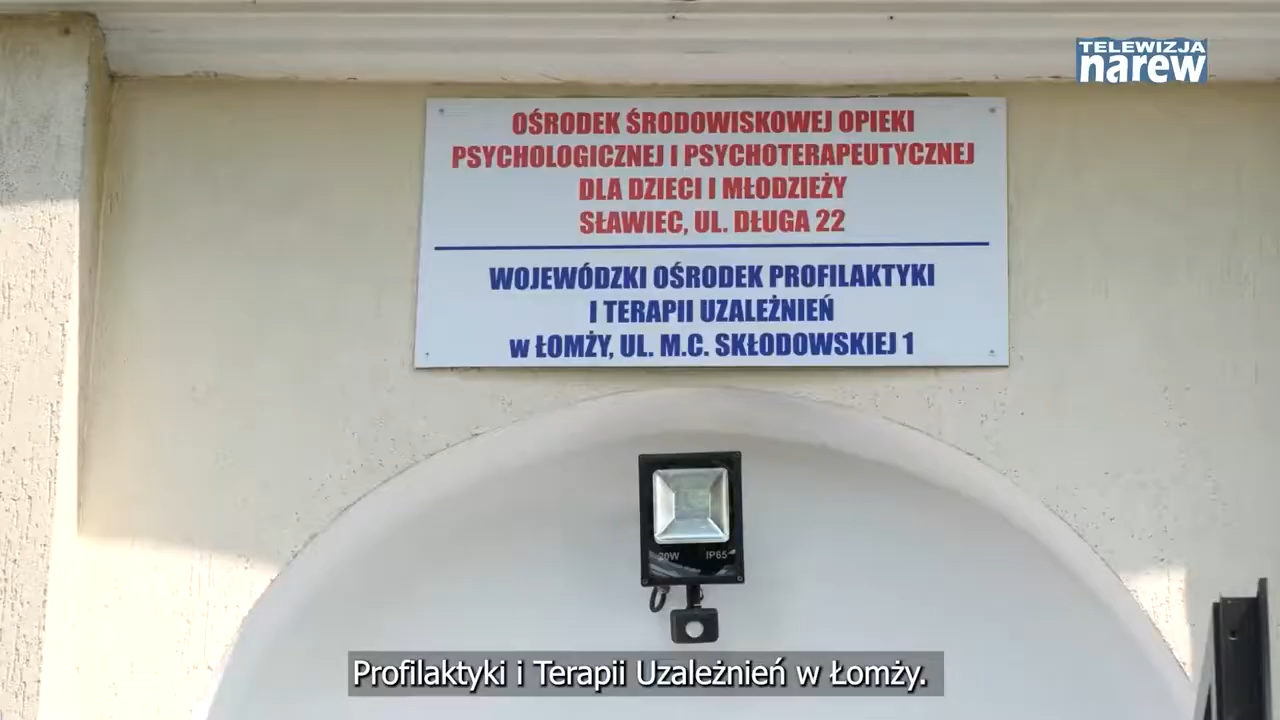 TELEWIZJA
narew
OŚRODEK ŚRODOWISKOWEJ OPIEKI
PSYCHOLOGICZNEJ I PSYCHOTERAPEUTYCZNEJ
DLA DZIECI I MŁODZIEŻY
SŁAWIEC, UL. DŁUGA 22
WOJEWÓDZKI OŚRODEK PROFILAKTYKI
I TERAPII UZALEŻNIEŃ
w ŁOMŻY, UL. M.C. SKŁODOWSKIEJ 1
20W IP65
Profilaktyki i Terapii Uzależnień w Łomży.